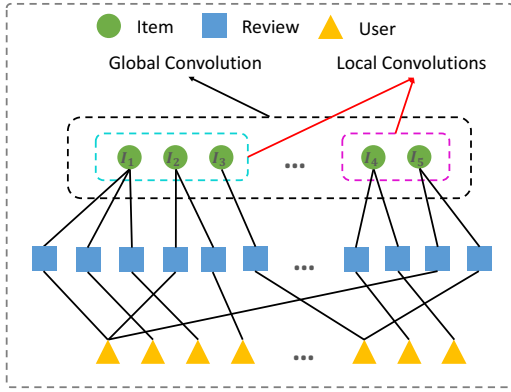 Item Review User
Global Convolution Local Convolutions
I1 I2 I3 ... I4 I5
...
...